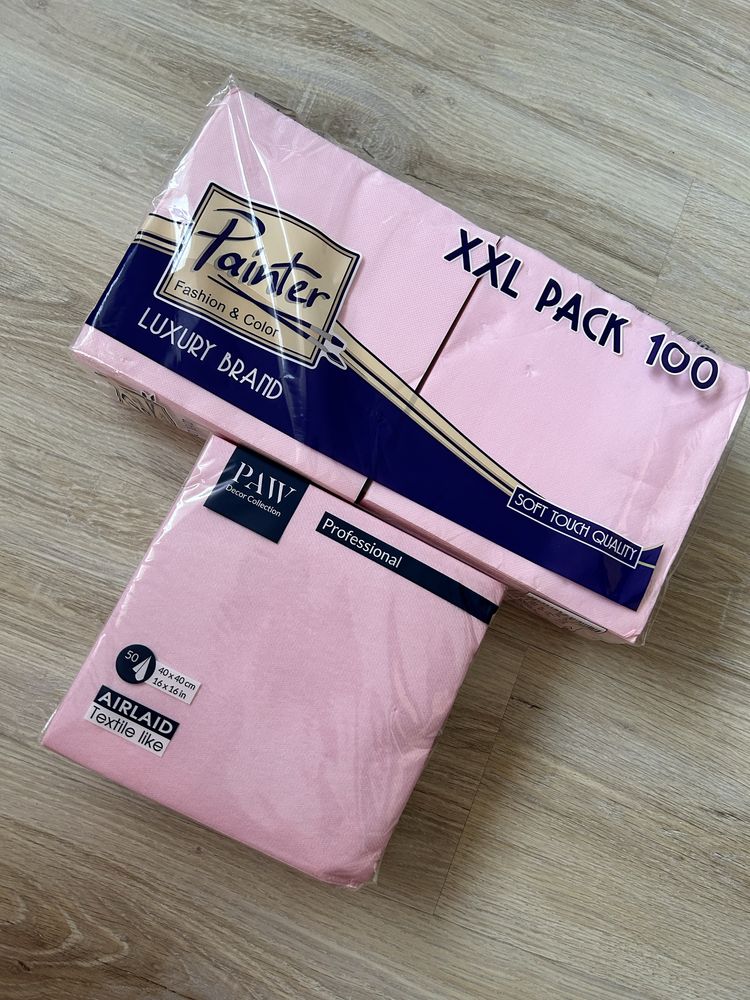 Painter
Fashion & Color
LUXURY BRAND
XXL PACK 100
SOFT TOUCH QUALITY
PAW
Decor Collection
Professional
50
40 x 40 cm
16 x 16 in
AIRLAID
Textile like